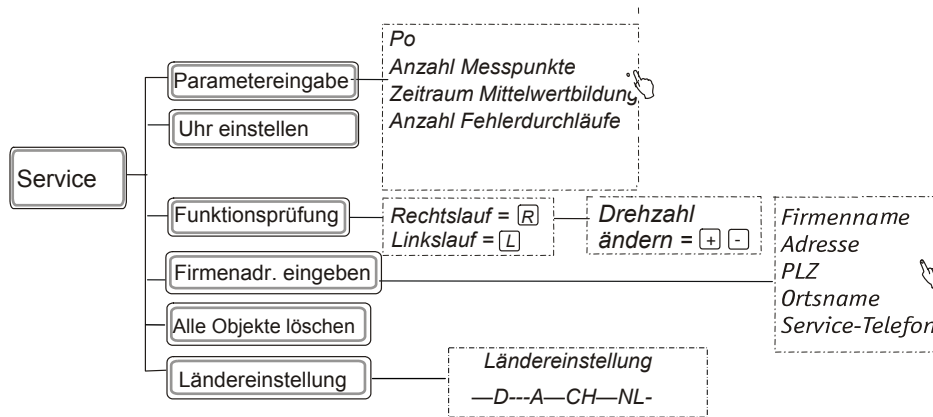 Service
Parametereingabe
Po
Anzahl Messpunkte
Zeitraum Mittelwertbildung
Anzahl Fehlerdurchläufe
Uhr einstellen
Funktionsprüfung
Rechtslauf = R
Linkslauf = L
Drehzahl
ändern = + -
Firmenadr. eingeben
Firmenname
Adresse
PLZ
Ortsname
Service-Telefon
Alle Objekte löschen
Ländereinstellung
Ländereinstellung
—D---A—CH—NL-